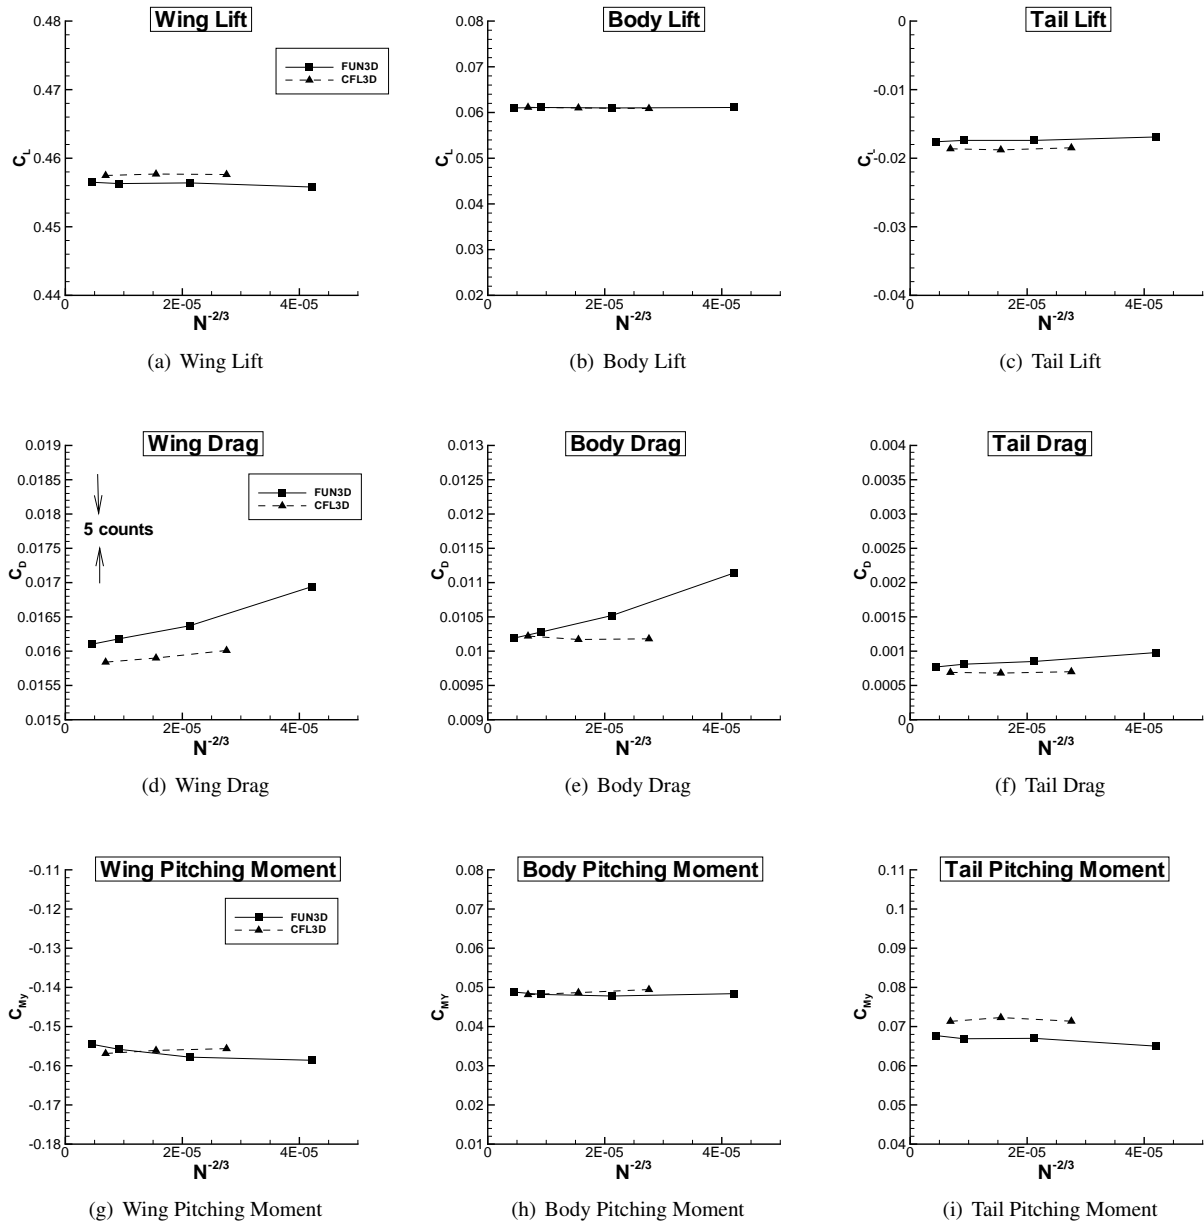 Wing Lift
0.48
0.47
0.46
0.45
0.44
C_L
FUN3D
CFL3D
0 2E-05 4E-05
N^-2/3
(a) Wing Lift
Body Lift
0.08
0.07
0.06
0.05
0.04
0.03
0.02
C_L
0 2E-05 4E-05
N^-2/3
(b) Body Lift
Tail Lift
0
-0.01
-0.02
-0.03
-0.04
C_L
0 2E-05 4E-05
N^-2/3
(c) Tail Lift
Wing Drag
0.019
0.0185
0.018
0.0175
0.017
0.0165
0.016
0.0155
0.015
C_D
5 counts
FUN3D
CFL3D
0 2E-05 4E-05
N^-2/3
(d) Wing Drag
Body Drag
0.013
0.0125
0.012
0.0115
0.011
0.0105
0.01
0.0095
0.009
C_D
0 2E-05 4E-05
N^-2/3
(e) Body Drag
Tail Drag
0.004
0.0035
0.003
0.0025
0.002
0.0015
0.001
0.0005
0
C_D
0 2E-05 4E-05
N^-2/3
(f) Tail Drag
Wing Pitching Moment
-0.11
-0.12
-0.13
-0.14
-0.15
-0.16
-0.17
-0.18
C_My
FUN3D
CFL3D
0 2E-05 4E-05
N^-2/3
(g) Wing Pitching Moment
Body Pitching Moment
0.08
0.07
0.06
0.05
0.04
0.03
0.02
0.01
C_MY
0 2E-05 4E-05
N^-2/3
(h) Body Pitching Moment
Tail Pitching Moment
0.11
0.1
0.09
0.08
0.07
0.06
0.05
0.04
C_My
0 2E-05 4E-05
N^-2/3
(i) Tail Pitching Moment